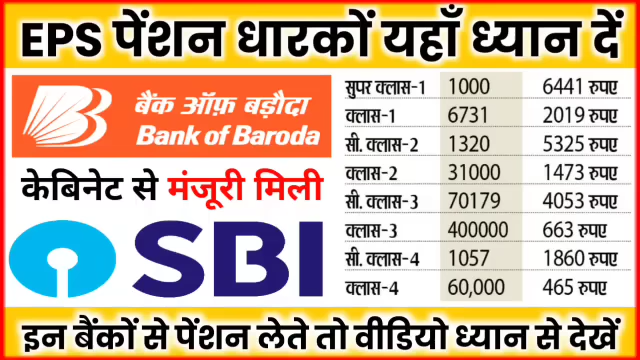 EPS पेंशन धारकों यहाँ ध्यान दें
बैंक ऑफ़ बड़ौदा
Bank of Baroda
केबिनेट से मंजूरी मिली
SBI
सुपर क्लास-1 1000 6441 रुपए
क्लास-1 6731 2019 रुपए
सी. क्लास-2 1320 5325 रुपए
क्लास-2 31000 1473 रुपए
सी. क्लास-3 70179 4053 रुपए
क्लास-3 400000 663 रुपए
सी. क्लास-4 1057 1860 रुपए
क्लास-4 60,000 465 रुपए
इन बैंकों से पेंशन लेते तो वीडियो ध्यान से देखें